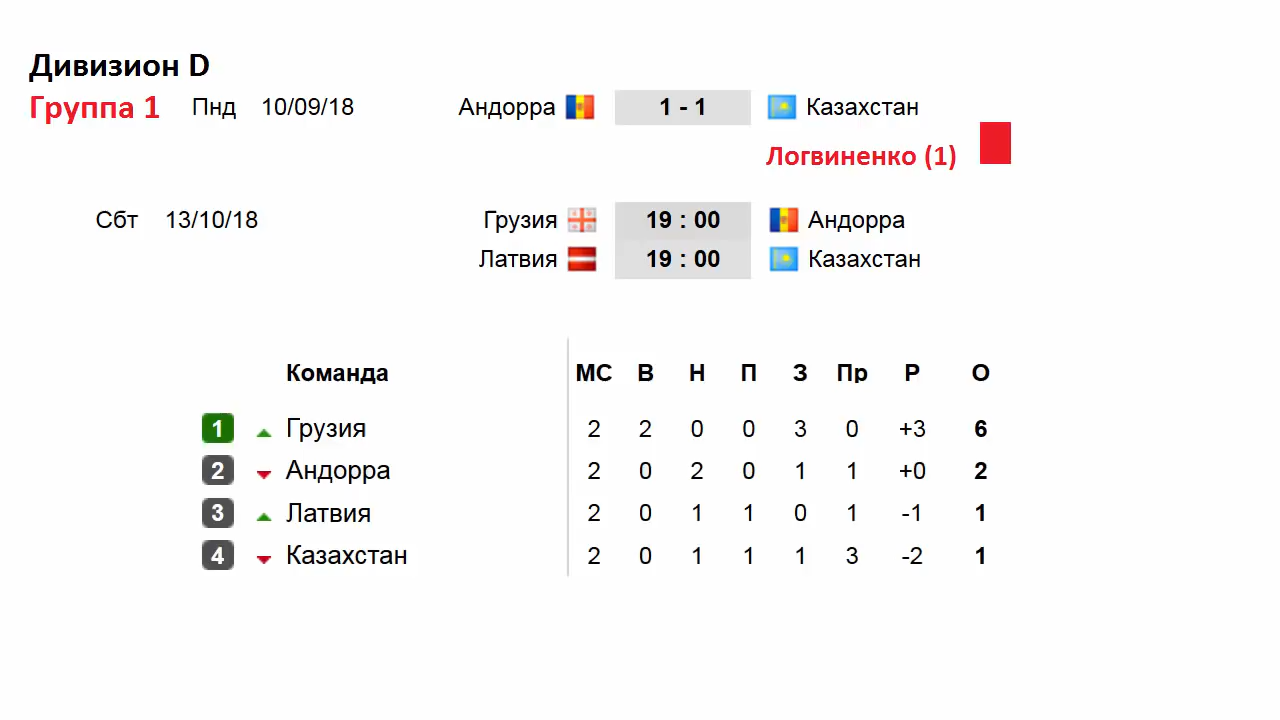 Дивизион D
Группа 1 Пнд 10/09/18 Андорра 1 - 1 Казахстан
Логвиненко (1)
Сбт 13/10/18 Грузия 19 : 00 Андорра
Латвия 19 : 00 Казахстан
Команда МС В Н П З Пр Р О
1 Грузия 2 2 0 0 3 0 +3 6
2 Андорра 2 0 2 0 1 1 +0 2
3 Латвия 2 0 1 1 0 1 -1 1
4 Казахстан 2 0 1 1 1 3 -2 1